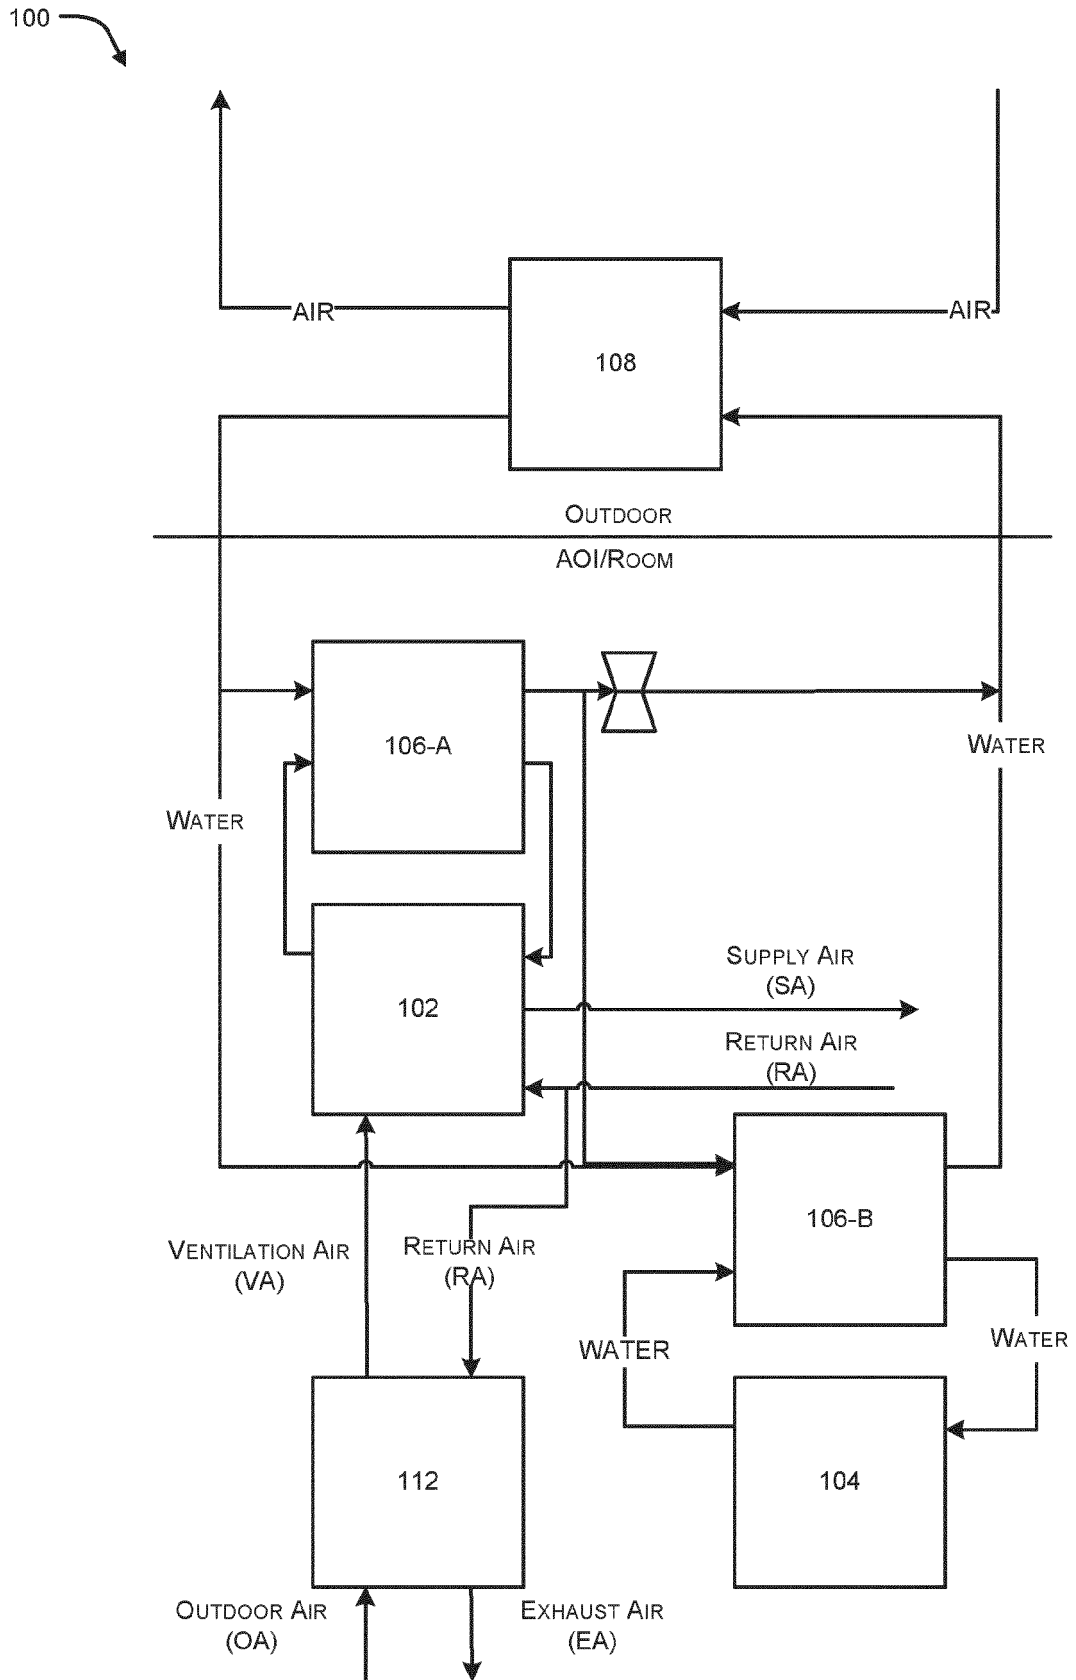 100
AIR
AIR
108
OUTDOOR
AOI/ROOM
106-A
WATER
WATER
SUPPLY AIR
(SA)
102
RETURN AIR
(RA)
106-B
VENTILATION AIR
(VA)
RETURN AIR
(RA)
WATER
WATER
112
104
OUTDOOR AIR
(OA)
EXHAUST AIR
(EA)